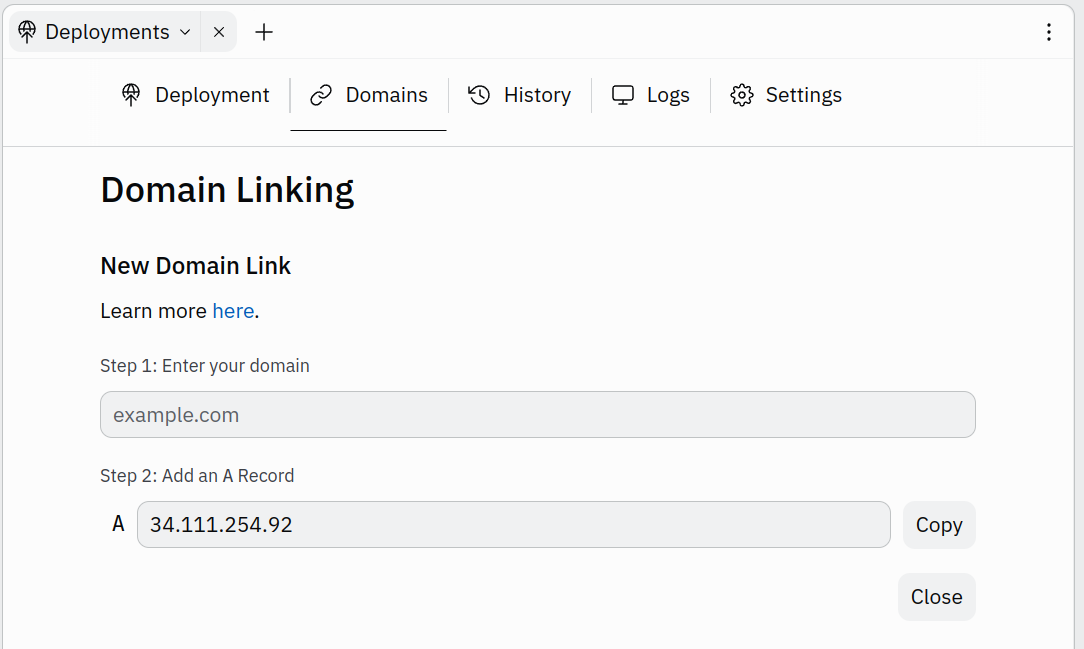 Deployments
Deployment Domains History Logs Settings
Domain Linking
New Domain Link
Learn more here.
Step 1: Enter your domain
example.com
Step 2: Add an A Record
A 34.111.254.92 Copy
Close